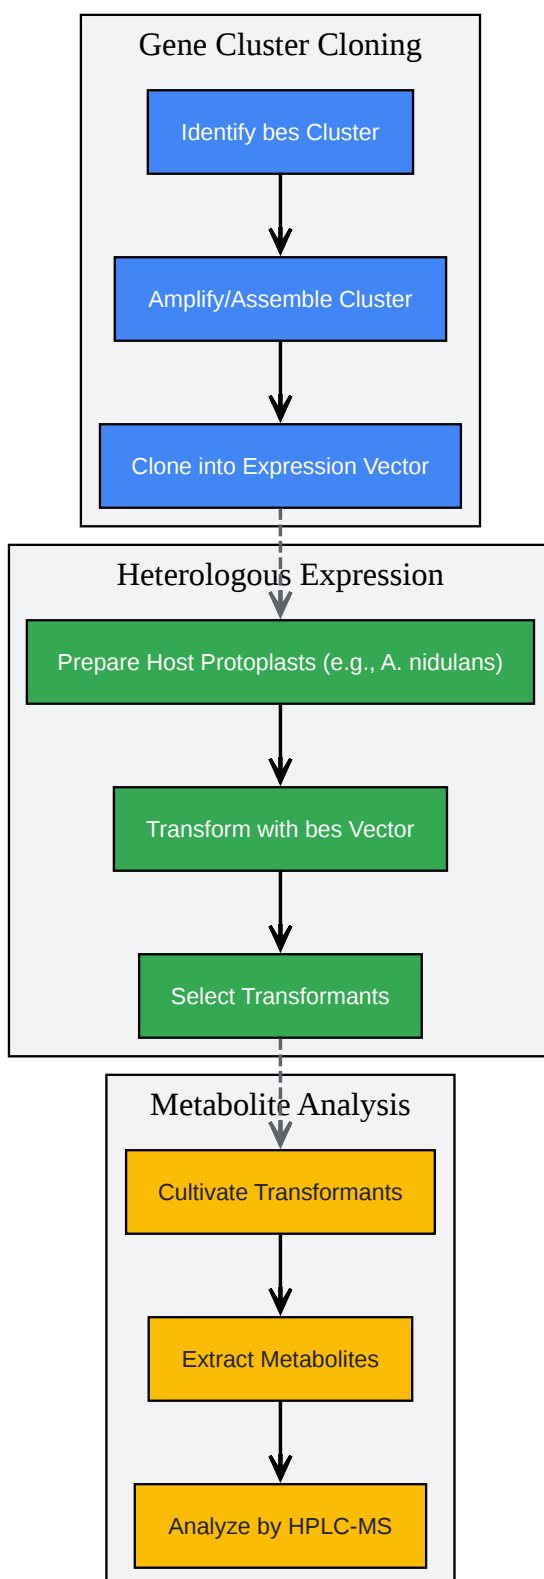 Gene Cluster Cloning
Identify bes Cluster
Amplify/Assemble Cluster
Clone into Expression Vector
Heterologous Expression
Prepare Host Protoplasts (e.g., A. nidulans)
Transform with bes Vector
Select Transformants
Metabolite Analysis
Cultivate Transformants
Extract Metabolites
Analyze by HPLC-MS